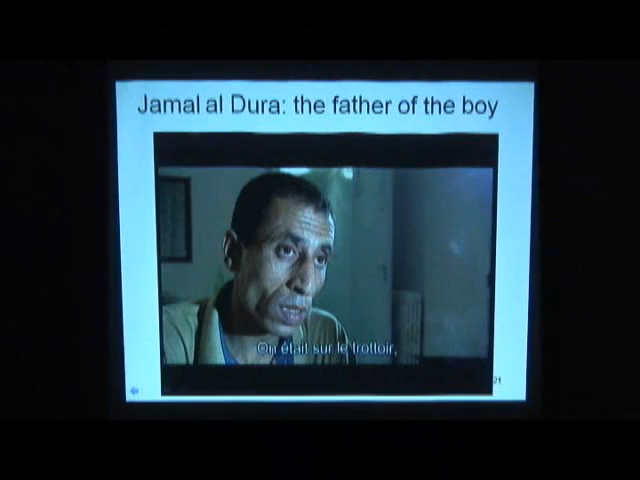 Jamal al Dura: the father of the boy
On était sur le trottoir,
21